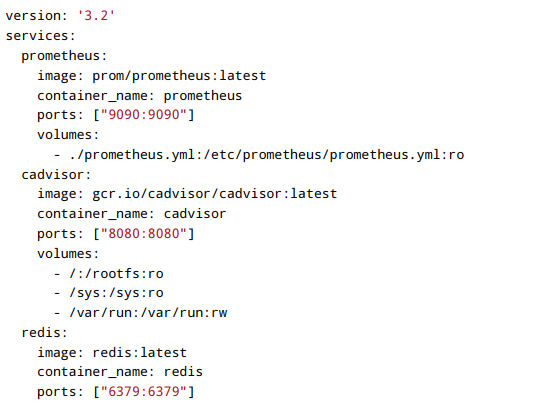 version: '3.2'
services:
  prometheus:
    image: prom/prometheus:latest
    container_name: prometheus
    ports: ["9090:9090"]
    volumes:
      - ./prometheus.yml:/etc/prometheus/prometheus.yml:ro
  cadvisor:
    image: gcr.io/cadvisor/cadvisor:latest
    container_name: cadvisor
    ports: ["8080:8080"]
    volumes:
      - /:/rootfs:ro
      - /sys:/sys:ro
      - /var/run:/var/run:rw
  redis:
    image: redis:latest
    container_name: redis
    ports: ["6379:6379"]